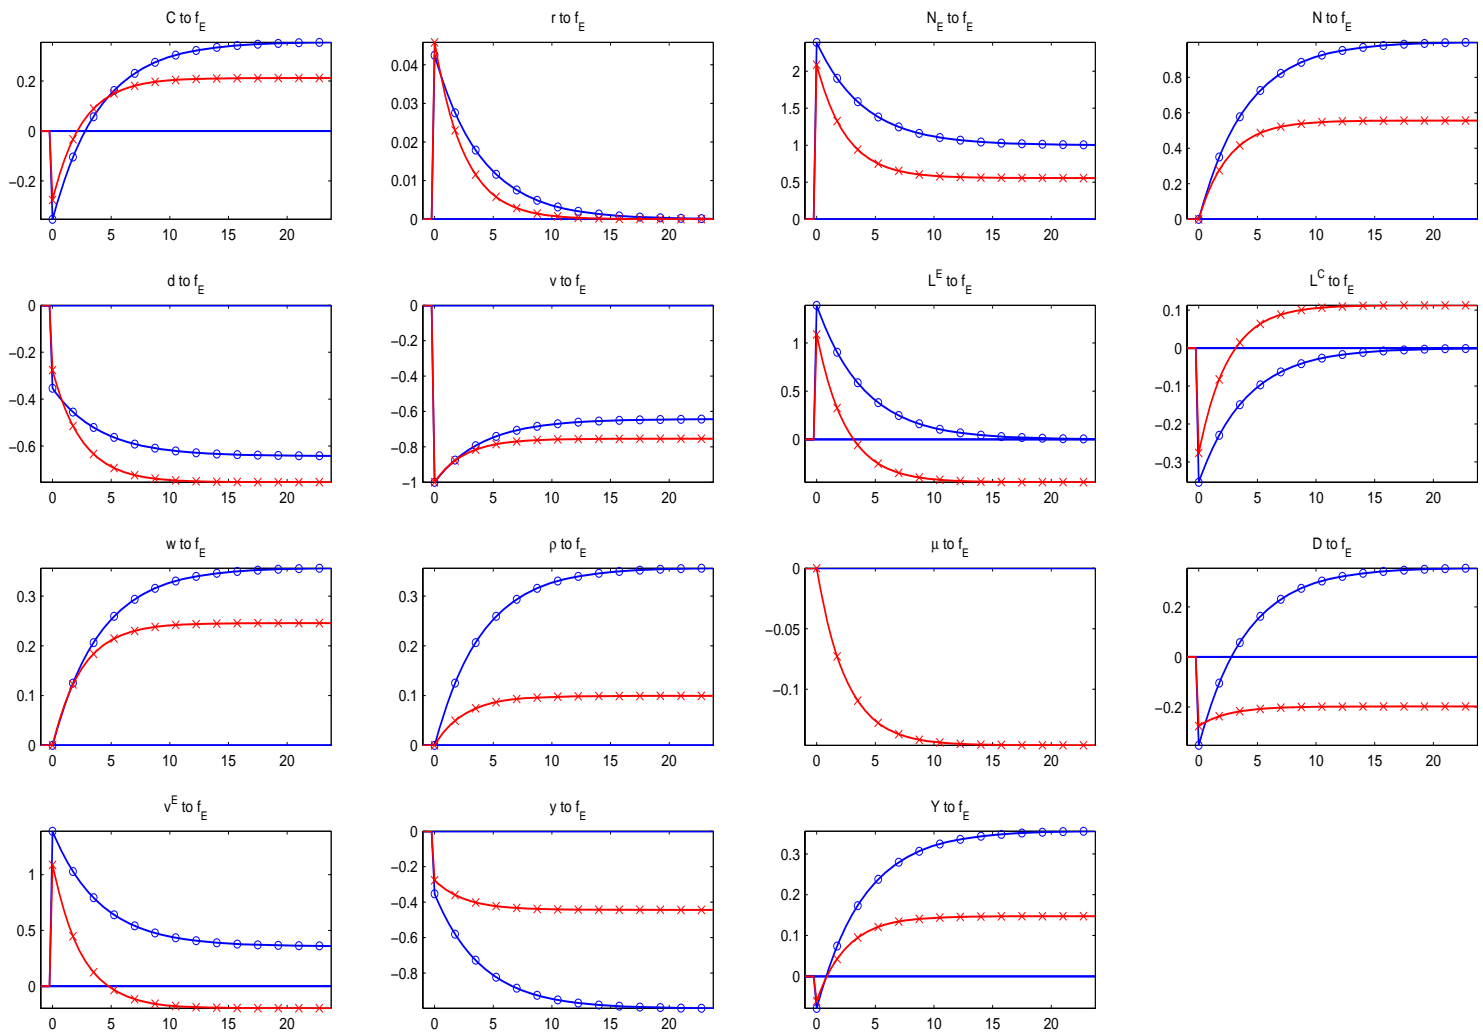 C to f_E
0.2
0
−0.2
0 5 10 15 20
r to f_E
0.04
0.03
0.02
0.01
0
0 5 10 15 20
N_E to f_E
2
1.5
1
0.5
0
0 5 10 15 20
N to f_E
0.8
0.6
0.4
0.2
0
0 5 10 15 20
d to f_E
0
−0.2
−0.4
−0.6
0 5 10 15 20
v to f_E
0
−0.2
−0.4
−0.6
−0.8
−1
0 5 10 15 20
L^E to f_E
1
0.5
0
0 5 10 15 20
L^C to f_E
0.1
0
−0.1
−0.2
−0.3
0 5 10 15 20
w to f_E
0.3
0.2
0.1
0
0 5 10 15 20
ρ to f_E
0.3
0.2
0.1
0
0 5 10 15 20
μ to f_E
0
−0.05
−0.1
0 5 10 15 20
D to f_E
0.2
0
−0.2
0 5 10 15 20
v^E to f_E
1
0.5
0
0 5 10 15 20
y to f_E
0
−0.2
−0.4
−0.6
−0.8
0 5 10 15 20
Y to f_E
0.3
0.2
0.1
0
0 5 10 15 20